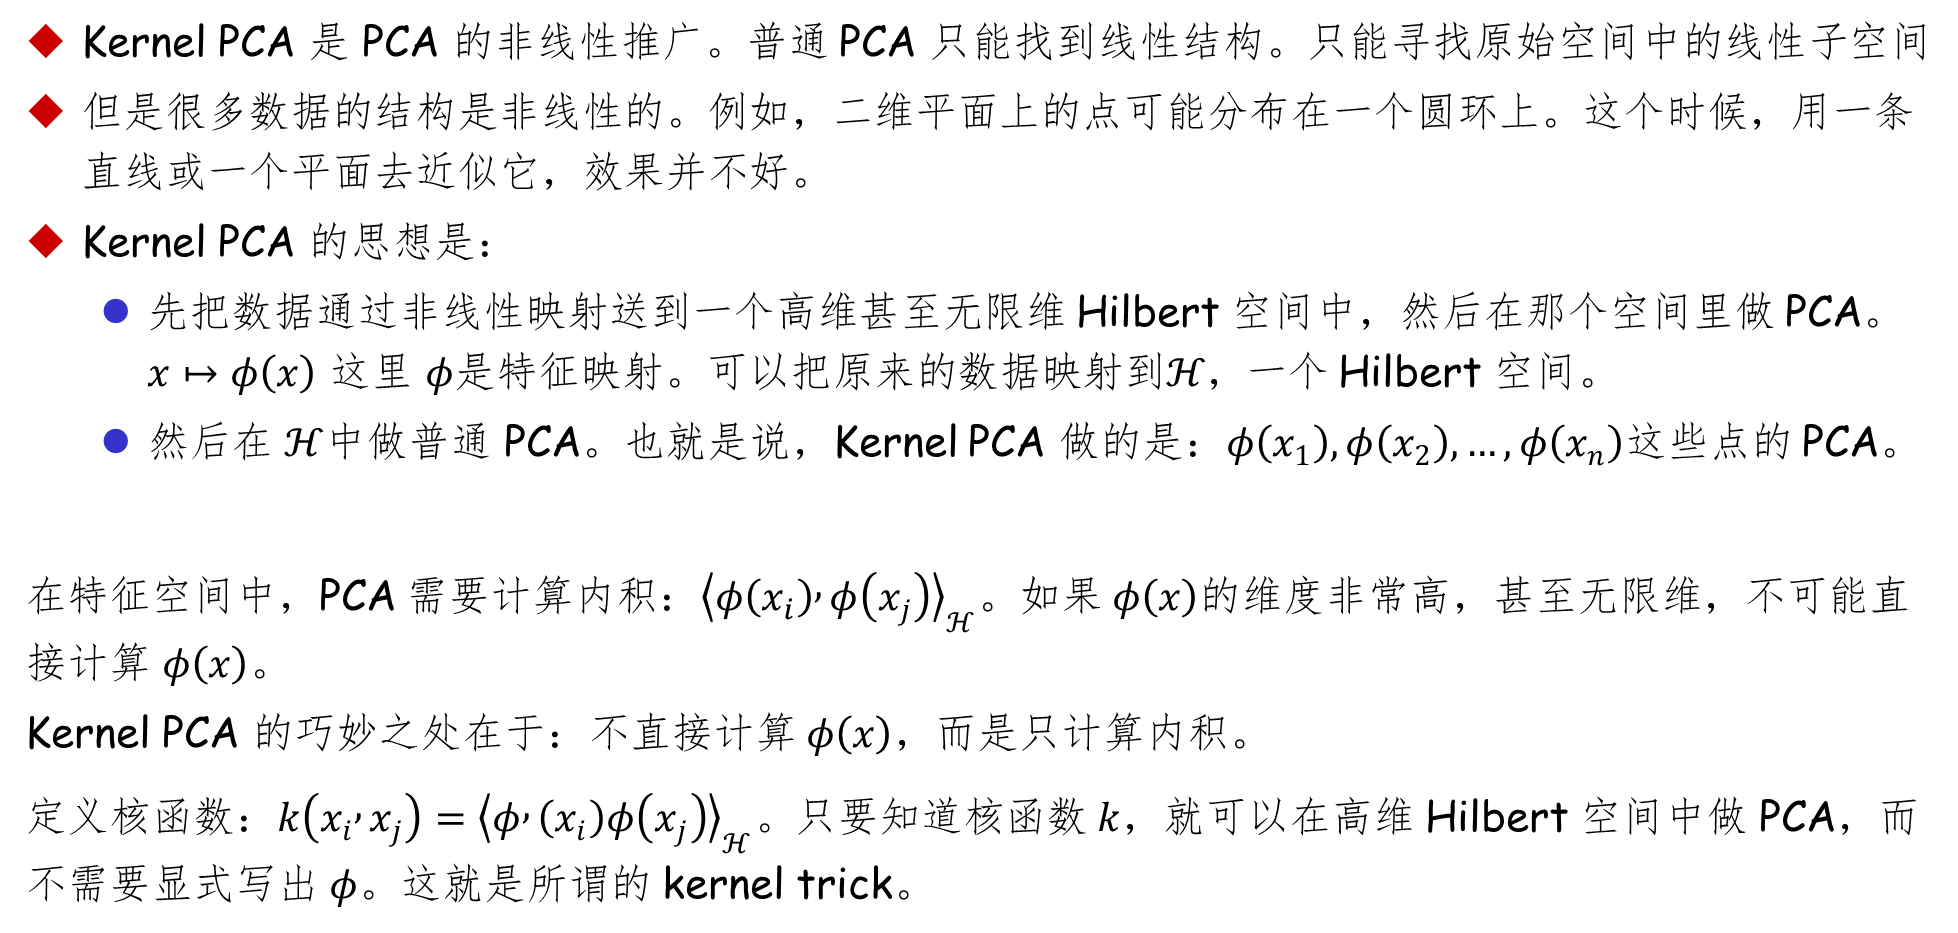 ◆ Kernel PCA 是 PCA 的非线性推广。普通 PCA 只能找到线性结构。只能寻找原始空间中的线性子空间
◆ 但是很多数据的结构是非线性的。例如，二维平面上的点可能分布在一个圆环上。这个时候，用一条
直线或一个平面去近似它，效果并不好。
◆ Kernel PCA 的思想是：
● 先把数据通过非线性映射送到一个高维甚至无限维 Hilbert 空间中，然后在那个空间里做 PCA。
x ↦ ϕ(x) 这里 ϕ是特征映射。可以把原来的数据映射到ℋ，一个 Hilbert 空间。
● 然后在 ℋ中做普通 PCA。也就是说，Kernel PCA 做的是：ϕ(x₁), ϕ(x₂), … , ϕ(xₙ)这些点的 PCA。
在特征空间中，PCA 需要计算内积：⟨ϕ(xᵢ), ϕ(xⱼ)⟩_ℋ。如果 ϕ(x)的维度非常高，甚至无限维，不可能直
接计算 ϕ(x)。
Kernel PCA 的巧妙之处在于：不直接计算 ϕ(x)，而是只计算内积。
定义核函数：k(xᵢ, xⱼ) = ⟨ϕ, (xᵢ)ϕ(xⱼ)⟩_ℋ。只要知道核函数 k，就可以在高维 Hilbert 空间中做 PCA，而
不需要显式写出 ϕ。这就是所谓的 kernel trick。